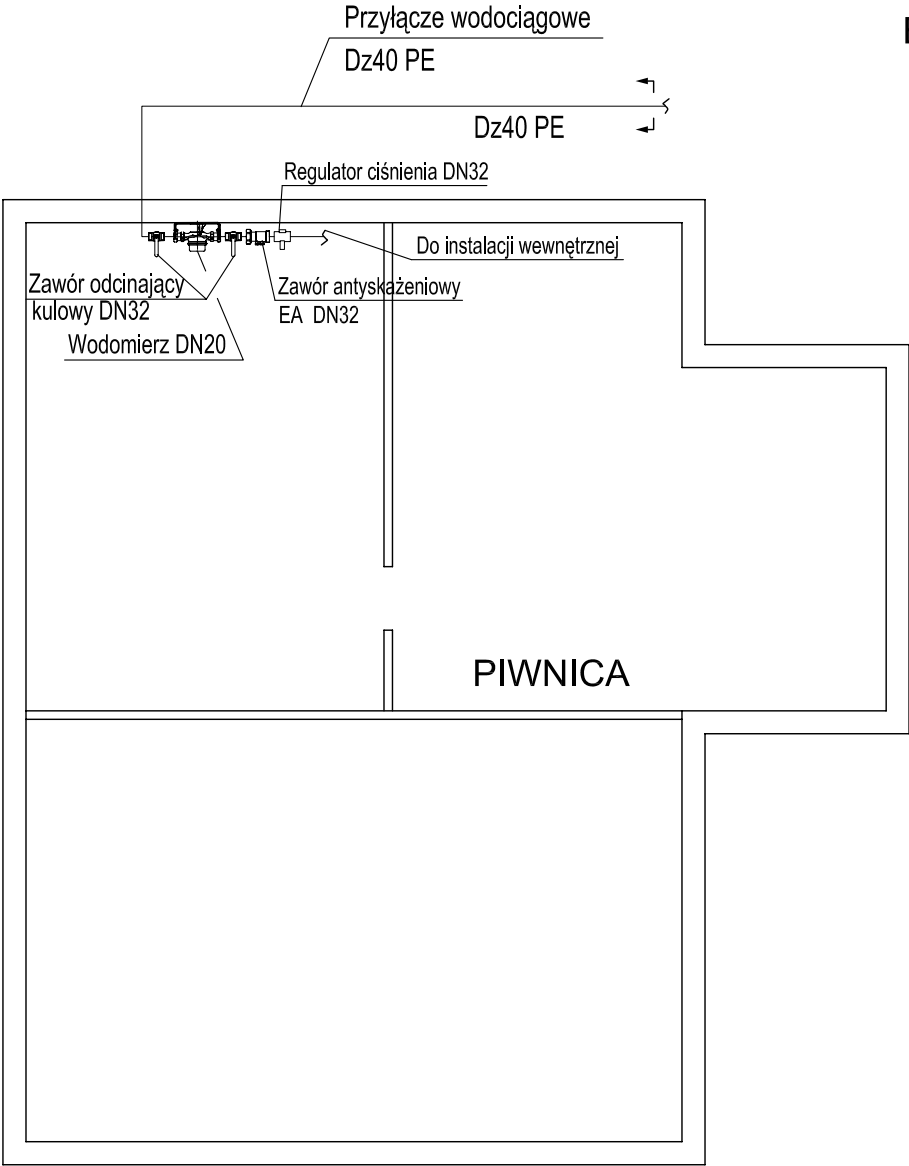 Przyłącze wodociągowe
Dz40 PE
Dz40 PE
Regulator ciśnienia DN32
Do instalacji wewnętrznej
Zawór odcinający
kulowy DN32
Zawór antyskażeniowy
EA DN32
Wodomierz DN20
PIWNICA